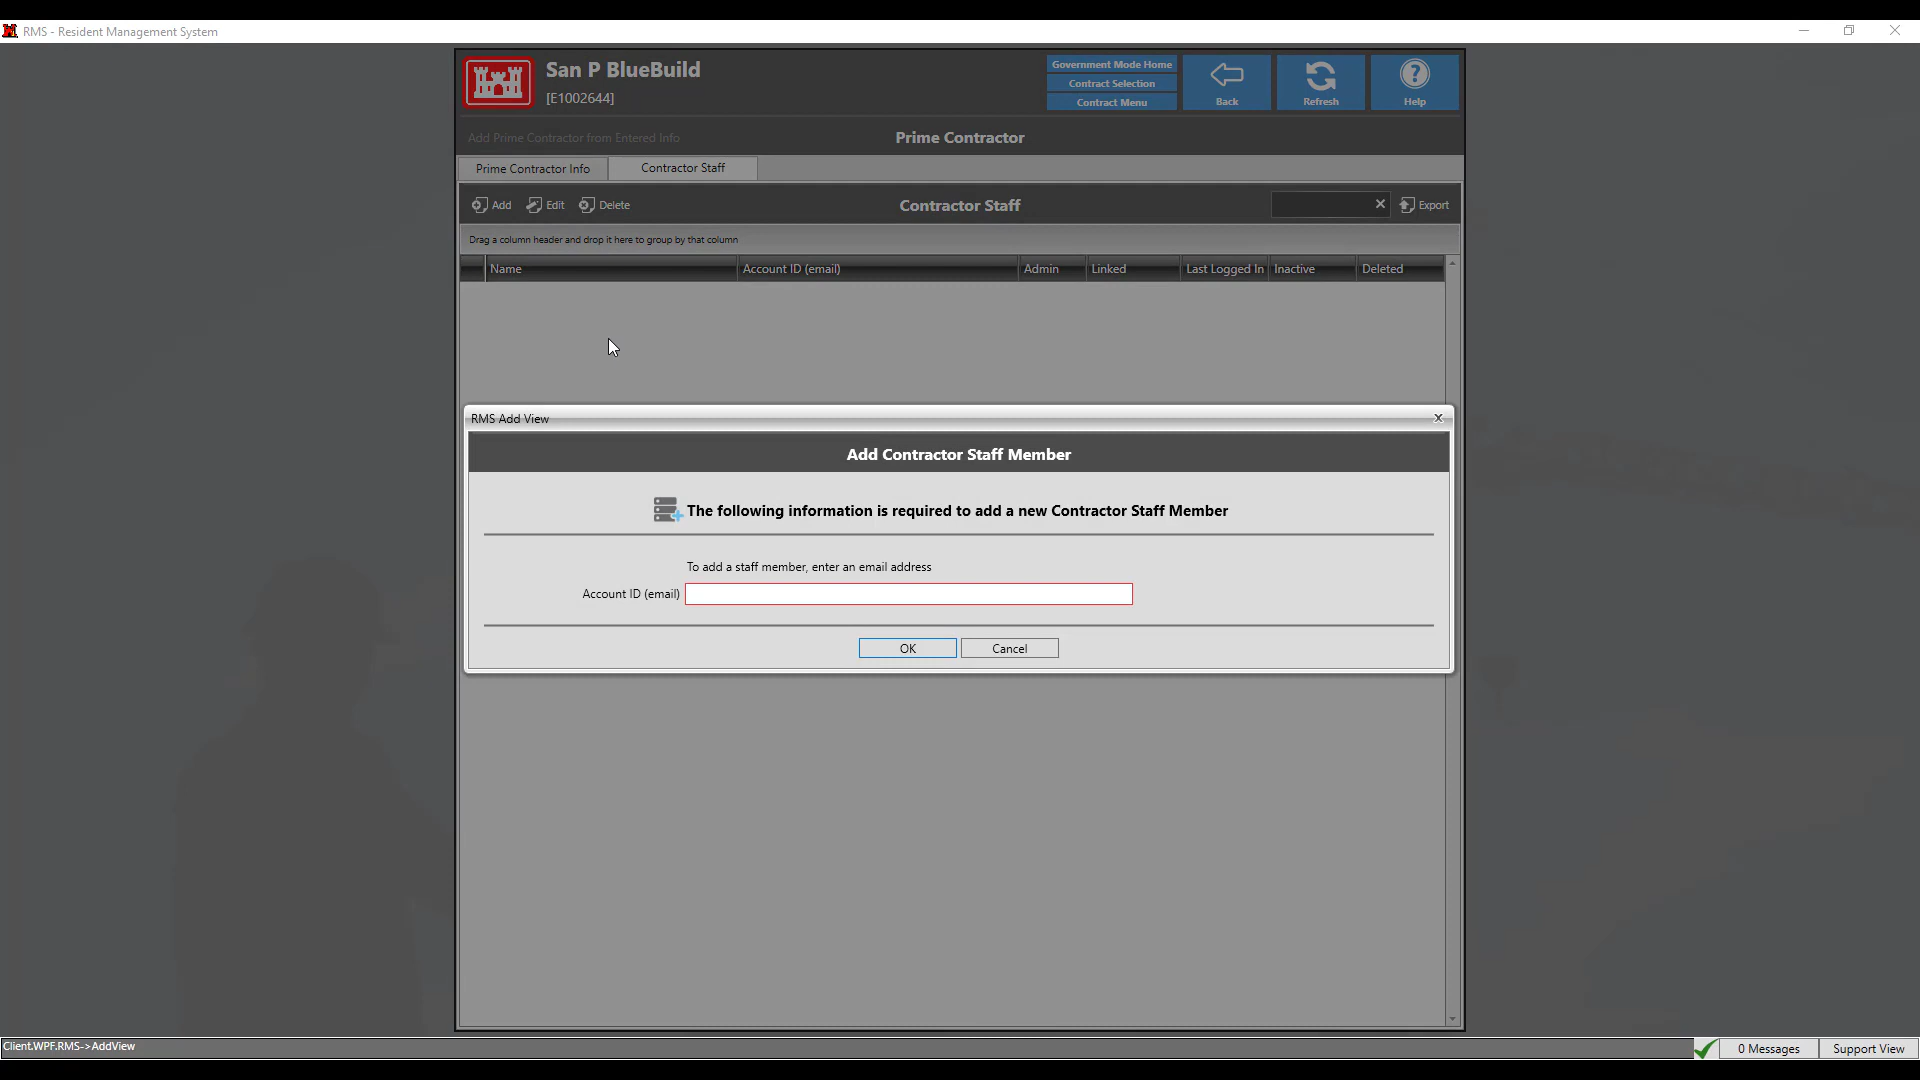 RMS - Resident Management System
San P BlueBuild
[E1002644]
Government Mode Home
Contract Selection
Contract Menu
Back
Refresh
Help
Add Prime Contractor from Entered Info
Prime Contractor
Prime Contractor Info
Contractor Staff
Add
Edit
Delete
Contractor Staff
Export
Drag a column header and drop it here to group by that column
Name
Account ID (email)
Admin
Linked
Last Logged In
Inactive
Deleted
RMS Add View
Add Contractor Staff Member
The following information is required to add a new Contractor Staff Member
To add a staff member, enter an email address
Account ID (email)
OK
Cancel
Client.WPF.RMS->AddView
0 Messages
Support View